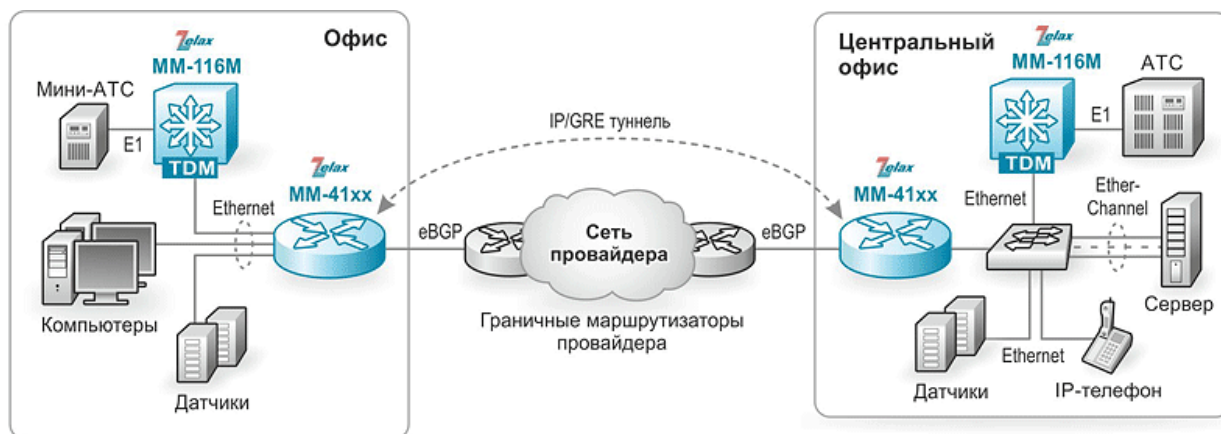 Офис
Zelax
MM-116M
Мини-АТС
E1
TDM
Zelax
MM-41xx
Ethernet
Компьютеры
Датчики
IP/GRE туннель
eBGP
Сеть
провайдера
eBGP
Граничные маршрутизаторы
провайдера
Центральный
офис
Zelax
MM-116M
АТС
E1
TDM
Zelax
MM-41xx
Ethernet
Ether-
Channel
Сервер
Датчики
Ethernet
IP-телефон